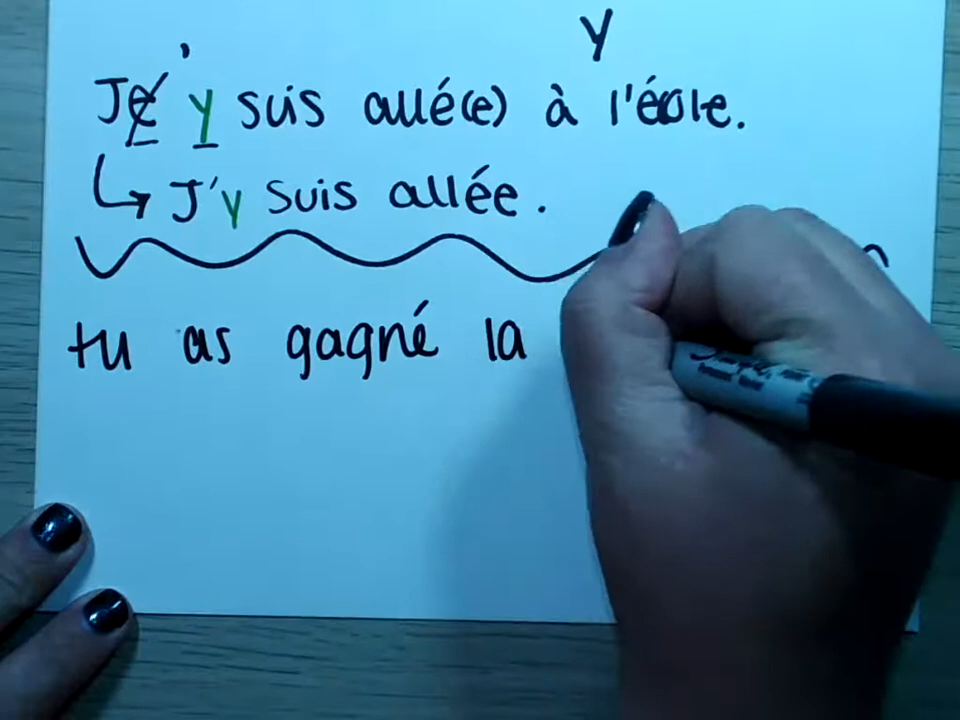 y
Je ' y suis allé(e) à l'école.
↳ J'y suis allée.
tu as gagné la